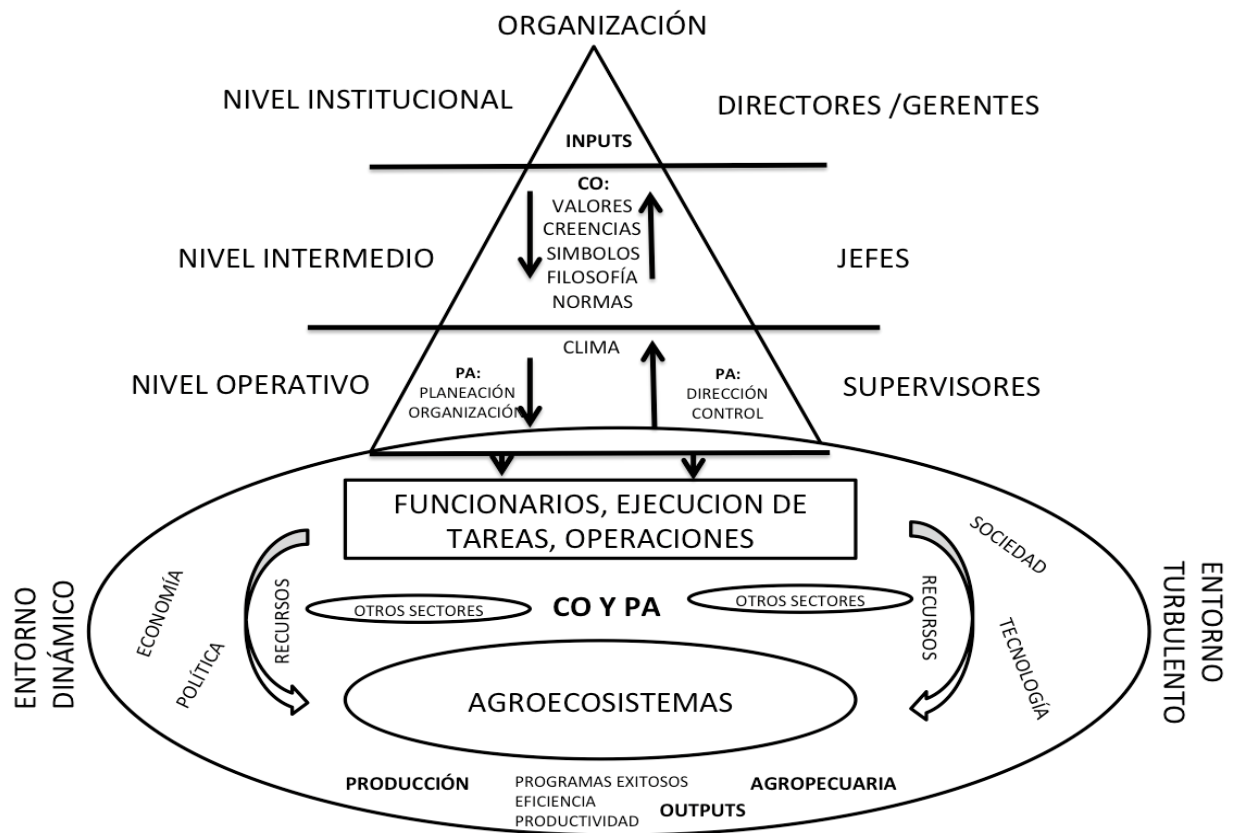 ORGANIZACIÓN
NIVEL INSTITUCIONAL
DIRECTORES /GERENTES
INPUTS
CO:
VALORES
CREENCIAS
SIMBOLOS
FILOSOFÍA
NORMAS
NIVEL INTERMEDIO
JEFES
CLIMA
NIVEL OPERATIVO
PA:
PLANEACIÓN
ORGANIZACIÓN
PA:
DIRECCIÓN
CONTROL
SUPERVISORES
FUNCIONARIOS, EJECUCION DE
TAREAS, OPERACIONES
ENTORNO
DINÁMICO
ECONOMÍA
POLÍTICA
RECURSOS
OTROS SECTORES
CO Y PA
OTROS SECTORES
RECURSOS
SOCIEDAD
TECNOLOGÍA
ENTORNO
TURBULENTO
AGROECOSISTEMAS
PRODUCCIÓN
PROGRAMAS EXITOSOS
EFICIENCIA
PRODUCTIVIDAD
OUTPUTS
AGROPECUARIA